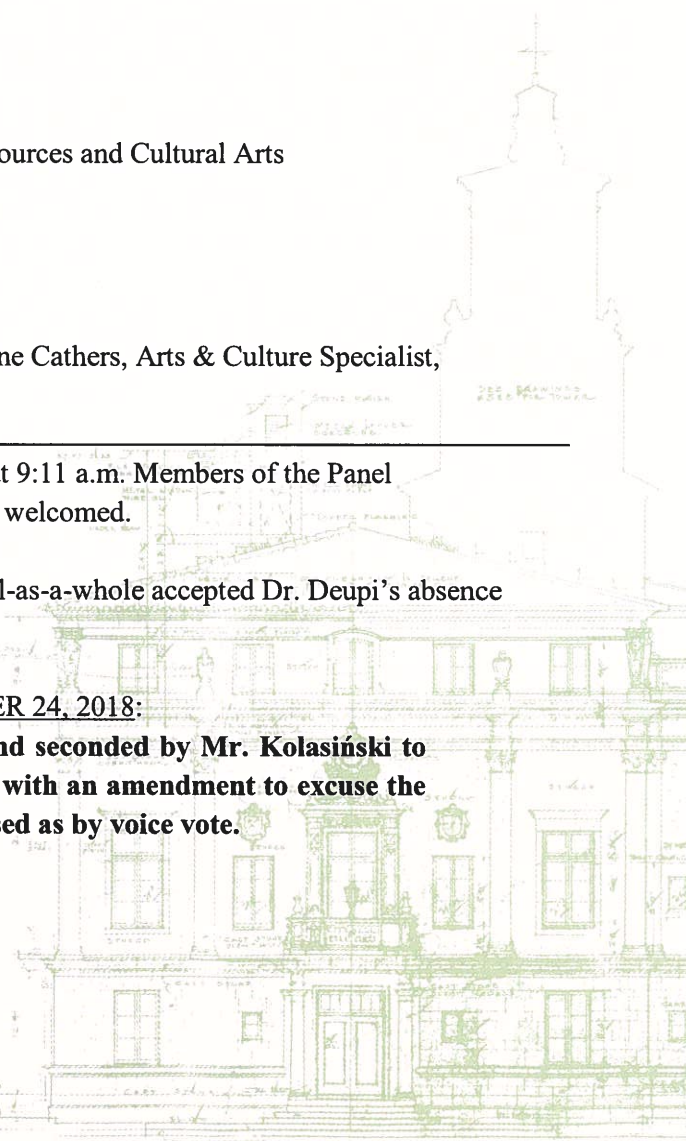 ources and Cultural Arts
ne Cathers, Arts & Culture Specialist,
t 9:11 a.m. Members of the Panel
welcomed.
l-as-a-whole accepted Dr. Deupi's absence
ER 24, 2018:
nd seconded by Mr. Kolasiński to
with an amendment to excuse the
sed as by voice vote.